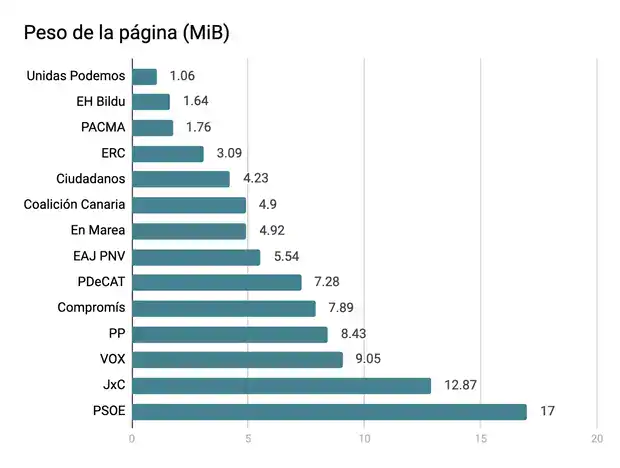 Peso de la página (MiB)
Unidas Podemos 1.06
EH Bildu 1.64
PACMA 1.76
ERC 3.09
Ciudadanos 4.23
Coalición Canaria 4.9
En Marea 4.92
EAJ PNV 5.54
PDeCAT 7.28
Compromís 7.89
PP 8.43
VOX 9.05
JxC 12.87
PSOE 17
0 5 10 15 20